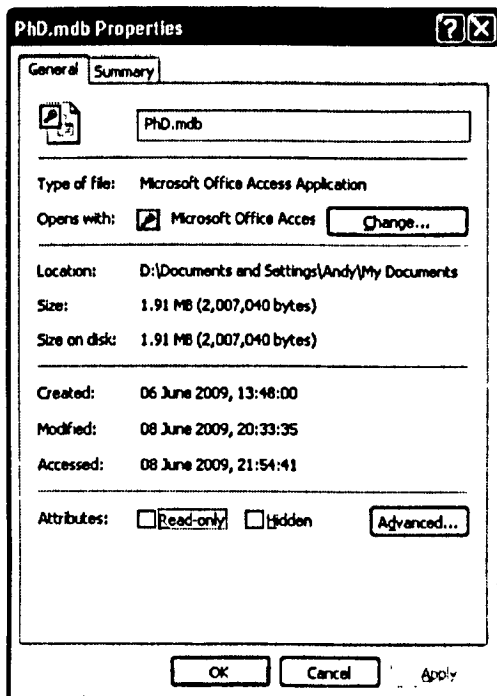 PhD.mdb Properties
General Summary
PhD.mdb
Type of file: Microsoft Office Access Application
Opens with: Microsoft Office Acces Change...
Location: D:\Documents and Settings\Andy\My Documents
Size: 1.91 MB (2,007,040 bytes)
Size on disk: 1.91 MB (2,007,040 bytes)
Created: 06 June 2009, 13:48:00
Modified: 08 June 2009, 20:33:35
Accessed: 08 June 2009, 21:54:41
Attributes: Read-only Hidden Advanced...
OK Cancel Apply